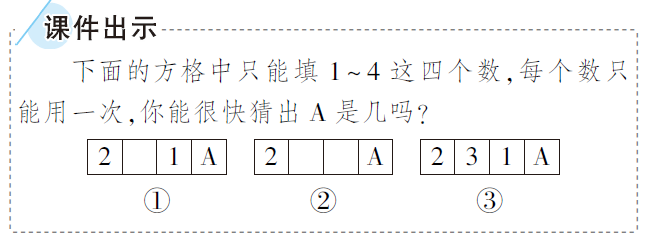 课件出示
下面的方格中只能填 1~4 这四个数,每个数只
能用一次,你能很快猜出 A 是几吗?
2 1 A 2 A 2 3 1 A
① ② ③